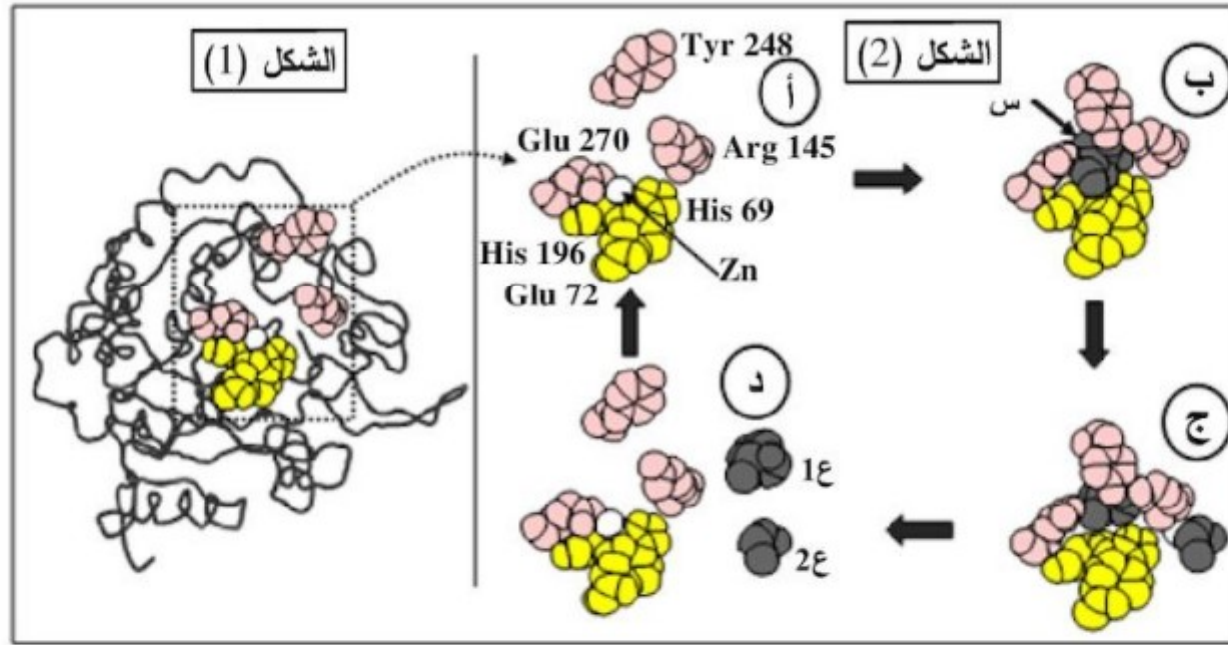 الشكل (1)
الشكل (2)
Tyr 248
أ
Glu 270
Arg 145
His 69
His 196
Zn
Glu 72
ب
س
ج
د
ع1
ع2